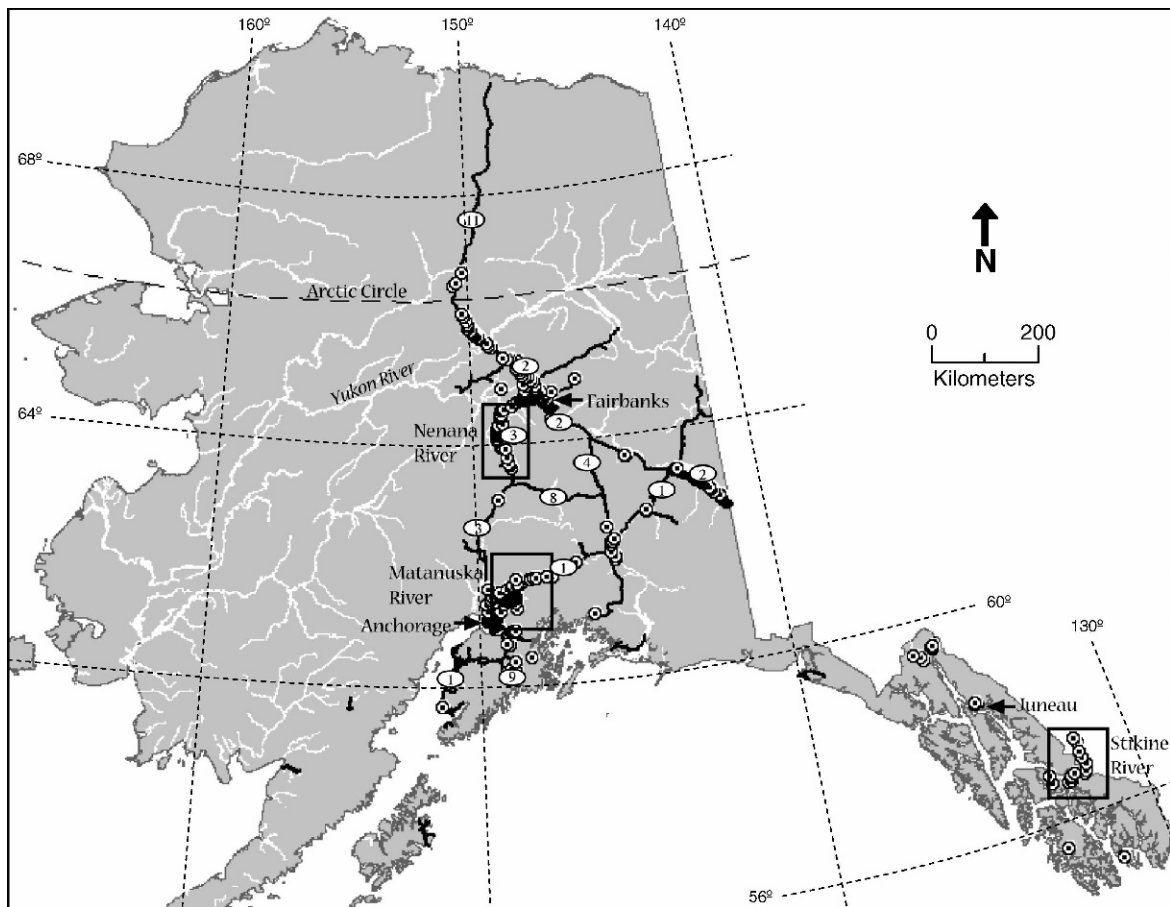 160º
150º
140º
68º
11
Arctic Circle
N
0
200
Kilometers
2
Yukon River
Fairbanks
64º
2
Nenana
River
3
4
2
1
8
3
Matanuska
River
1
Anchorage
60º
130º
1
9
Juneau
Stikine
River
56º